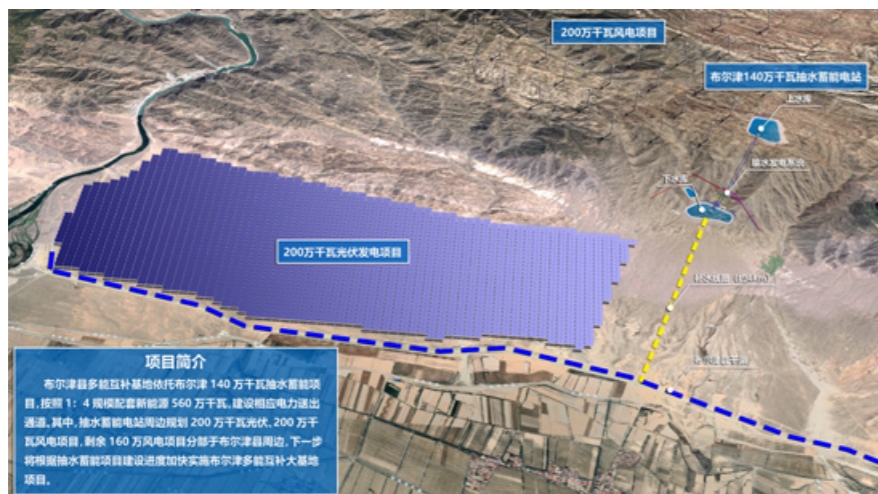 200万千瓦风电项目
布尔津140万千瓦抽水蓄能电站
上水库
输水发电系统
下水库
200万千瓦光伏发电项目
项目简介
布尔津县多能互补基地依托布尔津 140 万千瓦抽水蓄能项
目,按照 1：4 规模配套新能源 560 万千瓦,建设相应电力送出
通道。其中,抽水蓄能电站周边规划 200 万千瓦光伏、200 万千
瓦风电项目,剩余 160 万风电项目分部于布尔津县周边,下一步
将根据抽水蓄能项目建设进度加快实施布尔津多能互补大基地
项目。